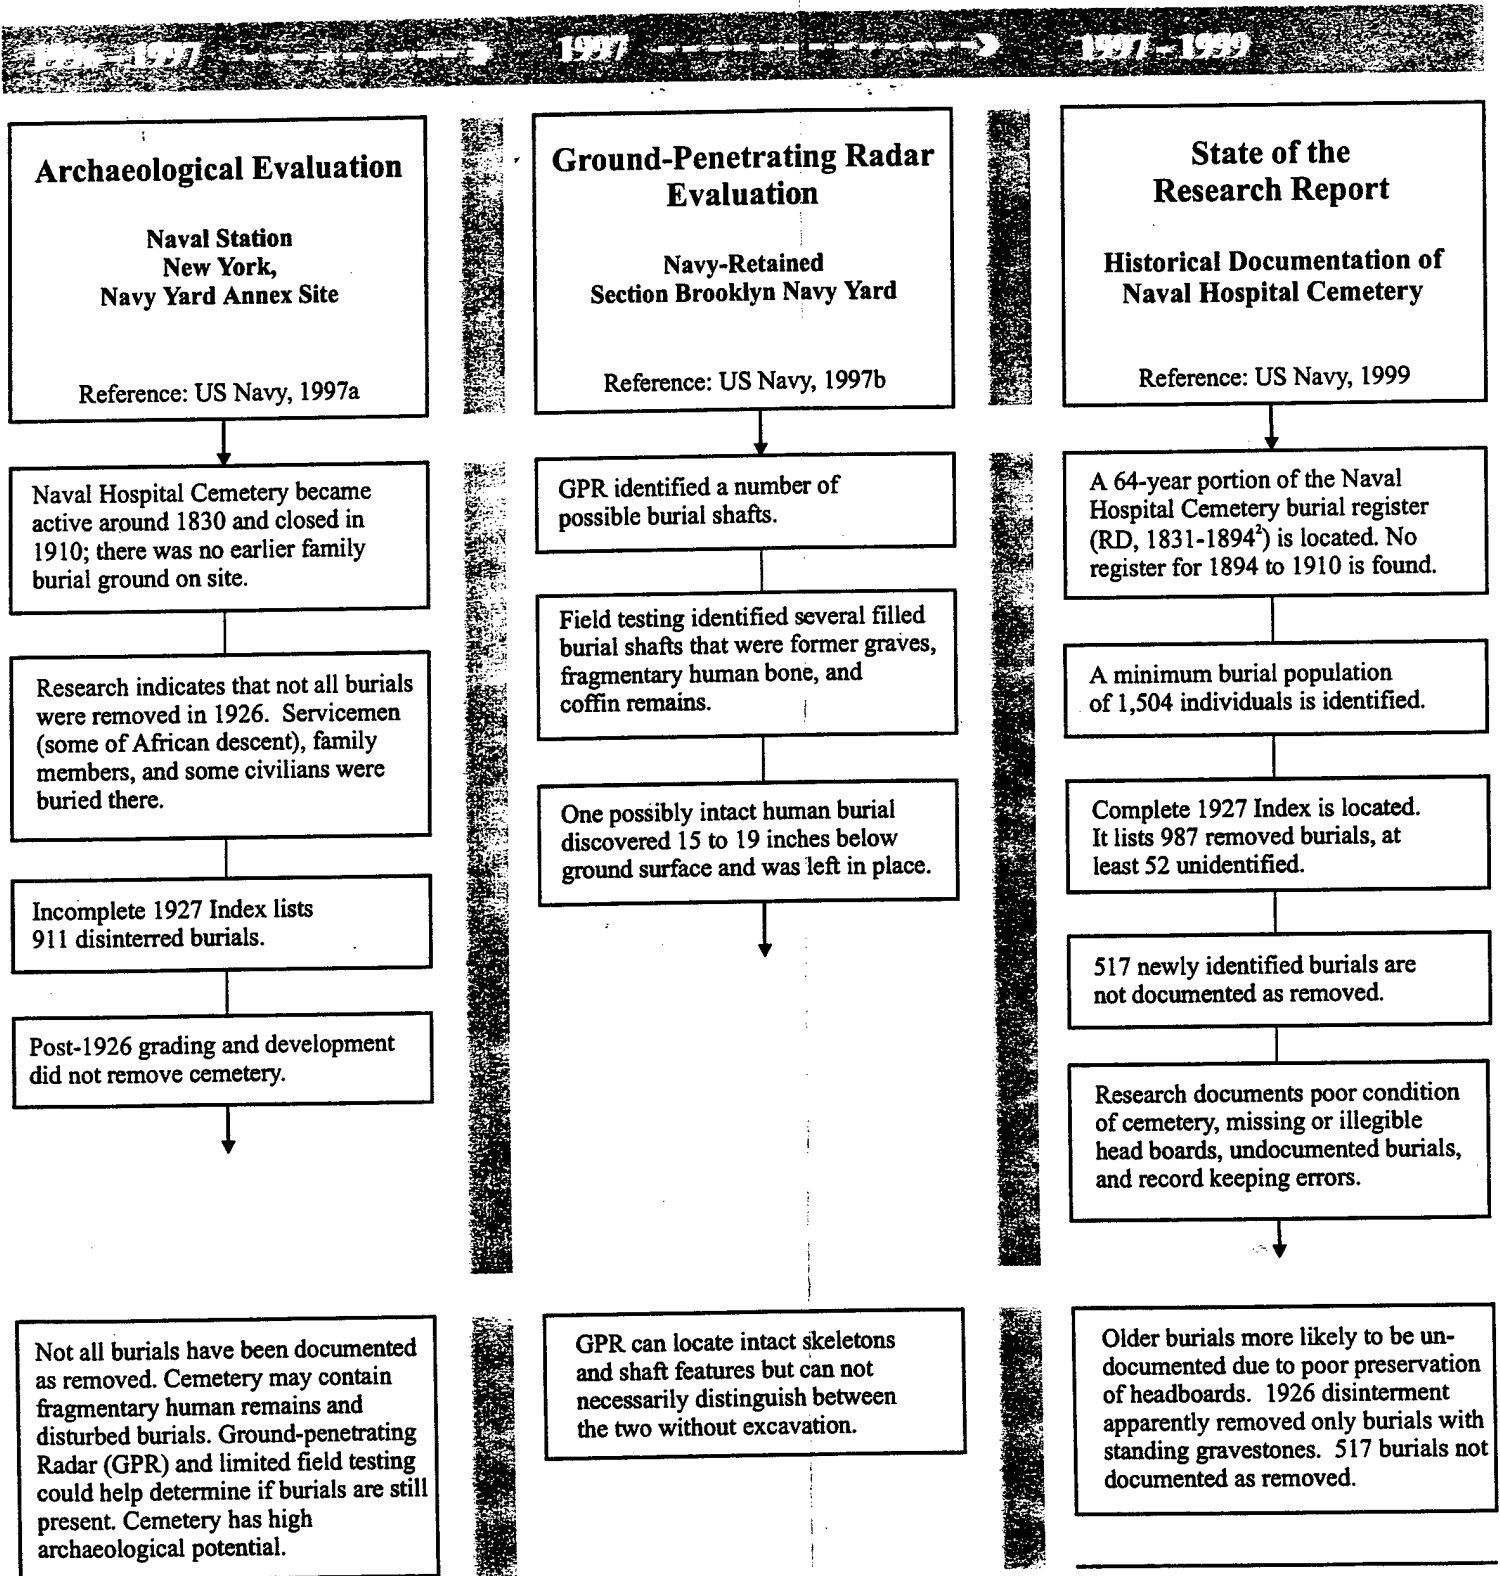 1996 – 1997
1997
1997 – 1999
Archaeological Evaluation
Naval Station
New York,
Navy Yard Annex Site
Reference: US Navy, 1997a
Naval Hospital Cemetery became
active around 1830 and closed in
1910; there was no earlier family
burial ground on site.
Research indicates that not all burials
were removed in 1926. Servicemen
(some of African descent), family
members, and some civilians were
buried there.
Incomplete 1927 Index lists
911 disinterred burials.
Post-1926 grading and development
did not remove cemetery.
Not all burials have been documented
as removed. Cemetery may contain
fragmentary human remains and
disturbed burials. Ground-penetrating
Radar (GPR) and limited field testing
could help determine if burials are still
present. Cemetery has high
archaeological potential.
Ground-Penetrating Radar
Evaluation
Navy-Retained
Section Brooklyn Navy Yard
Reference: US Navy, 1997b
GPR identified a number of
possible burial shafts.
Field testing identified several filled
burial shafts that were former graves,
fragmentary human bone, and
coffin remains.
One possibly intact human burial
discovered 15 to 19 inches below
ground surface and was left in place.
GPR can locate intact skeletons
and shaft features but can not
necessarily distinguish between
the two without excavation.
State of the
Research Report
Historical Documentation of
Naval Hospital Cemetery
Reference: US Navy, 1999
A 64-year portion of the Naval
Hospital Cemetery burial register
(RD, 1831-1894²) is located. No
register for 1894 to 1910 is found.
A minimum burial population
of 1,504 individuals is identified.
Complete 1927 Index is located.
It lists 987 removed burials, at
least 52 unidentified.
517 newly identified burials are
not documented as removed.
Research documents poor condition
of cemetery, missing or illegible
head boards, undocumented burials,
and record keeping errors.
Older burials more likely to be un-
documented due to poor preservation
of headboards. 1926 disinterment
apparently removed only burials with
standing gravestones. 517 burials not
documented as removed.